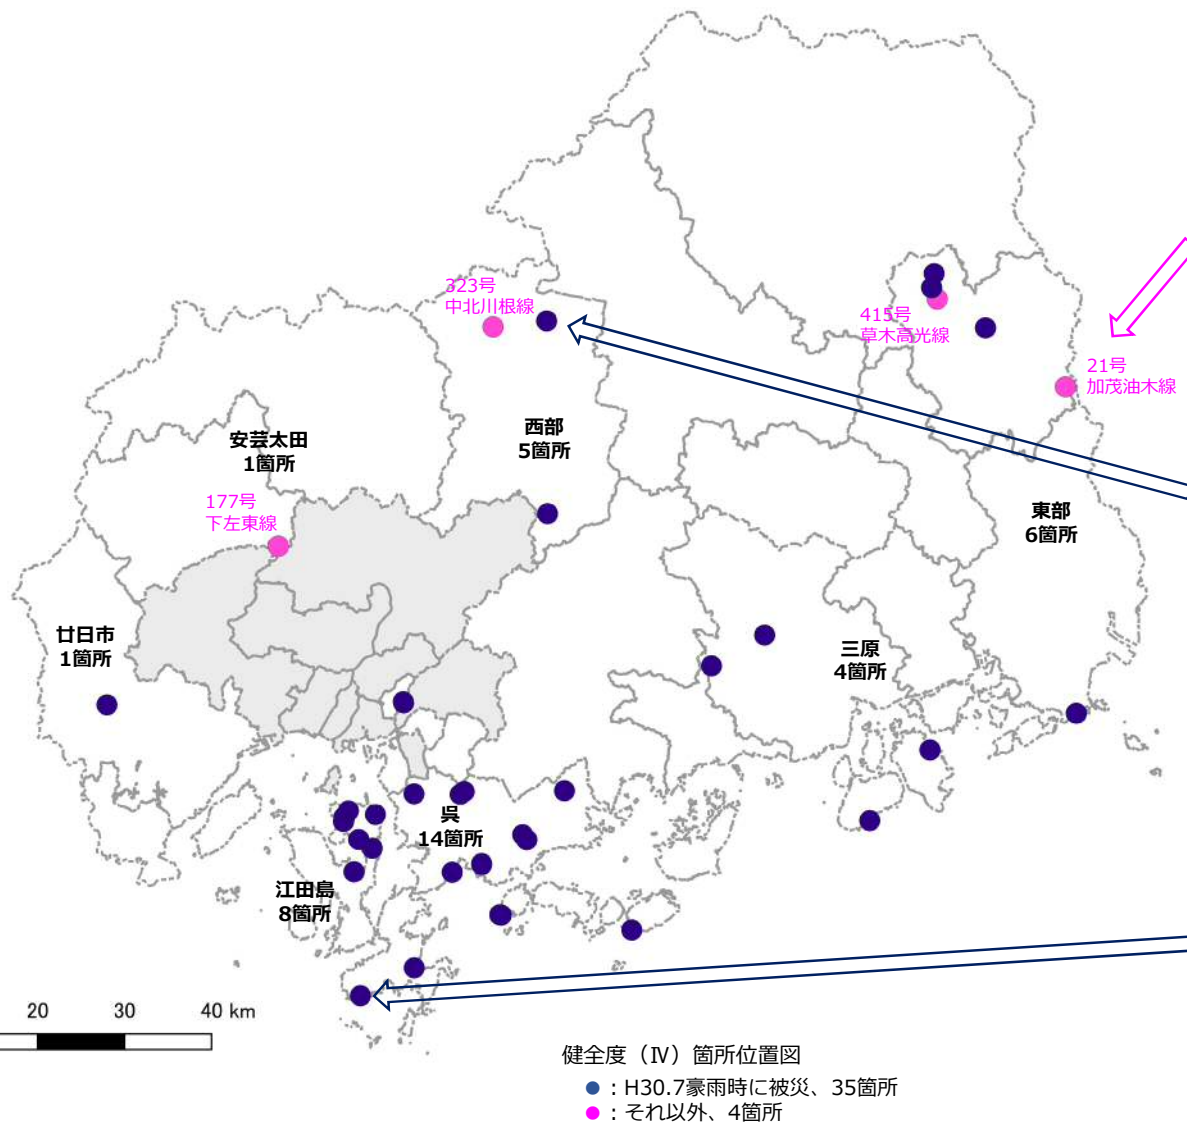 323号
中北川根線
415号
草木高光線
21号
加茂油木線
安芸太田
1箇所
西部
5箇所
177号
下左東線
東部
6箇所
廿日市
1箇所
三原
4箇所
呉
14箇所
江田島
8箇所
20 30 40 km
健全度（Ⅳ）箇所位置図
●：H30.7豪雨時に被災、35箇所
●：それ以外、4箇所